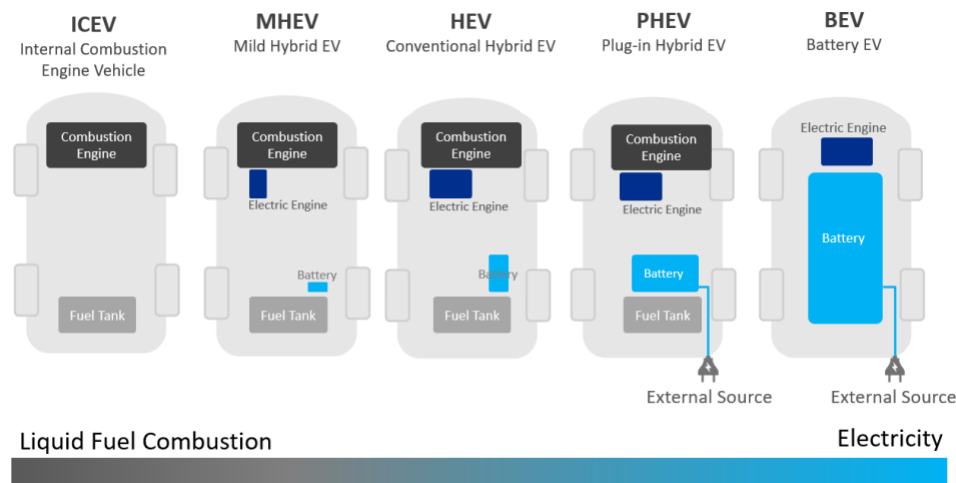 ICEV
Internal Combustion
Engine Vehicle
MHEV
Mild Hybrid EV
HEV
Conventional Hybrid EV
PHEV
Plug-in Hybrid EV
BEV
Battery EV
Combustion
Engine
Fuel Tank
Combustion
Engine
Electric Engine
Battery
Fuel Tank
Combustion
Engine
Electric Engine
Battery
Fuel Tank
Combustion
Engine
Electric Engine
Battery
Fuel Tank
External Source
Electric Engine
Battery
External Source
Liquid Fuel Combustion
Electricity